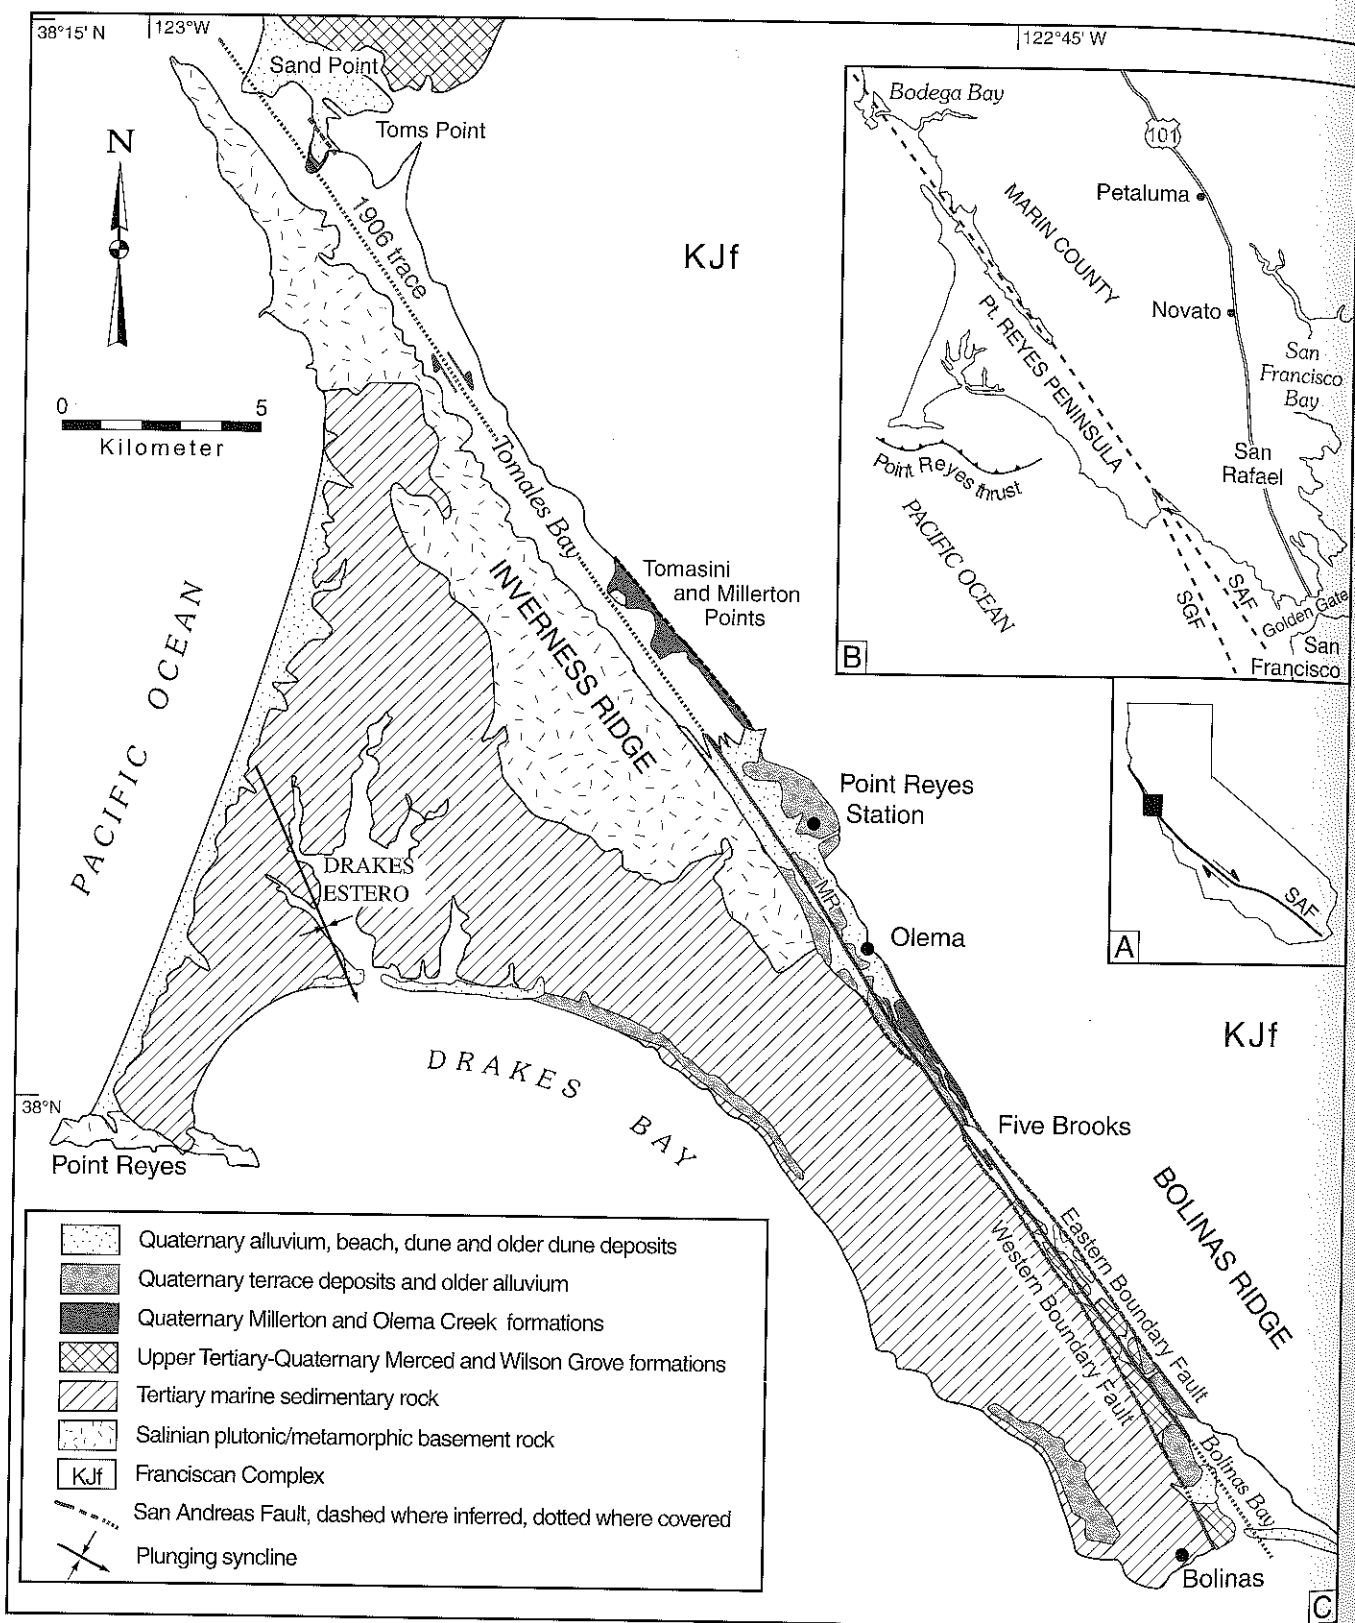 38°15' N
123°W
122°45' W
Sand Point
Toms Point
N
1906 trace
KJf
0 5
Kilometer
Tomales Bay
INVERNESS RIDGE
Tomasini
and Millerton
Points
PACIFIC OCEAN
Point Reyes
Station
DRAKES
ESTERO
MR
Olema
DRAKES BAY
38°N
Point Reyes
Five Brooks
KJf
BOLINAS RIDGE
Eastern Boundary Fault
Western Boundary Fault
Bolinas Bay
Bolinas
C
Bodega Bay
101
Petaluma
MARIN COUNTY
Novato
Pt. REYES PENINSULA
San
Francisco
Bay
San
Rafael
Point Reyes thrust
PACIFIC OCEAN
SAF
SGF
Golden Gate
San
Francisco
B
SAF
A
Quaternary alluvium, beach, dune and older dune deposits
Quaternary terrace deposits and older alluvium
Quaternary Millerton and Olema Creek formations
Upper Tertiary-Quaternary Merced and Wilson Grove formations
Tertiary marine sedimentary rock
Salinian plutonic/metamorphic basement rock
KJf Franciscan Complex
San Andreas Fault, dashed where inferred, dotted where covered
Plunging syncline